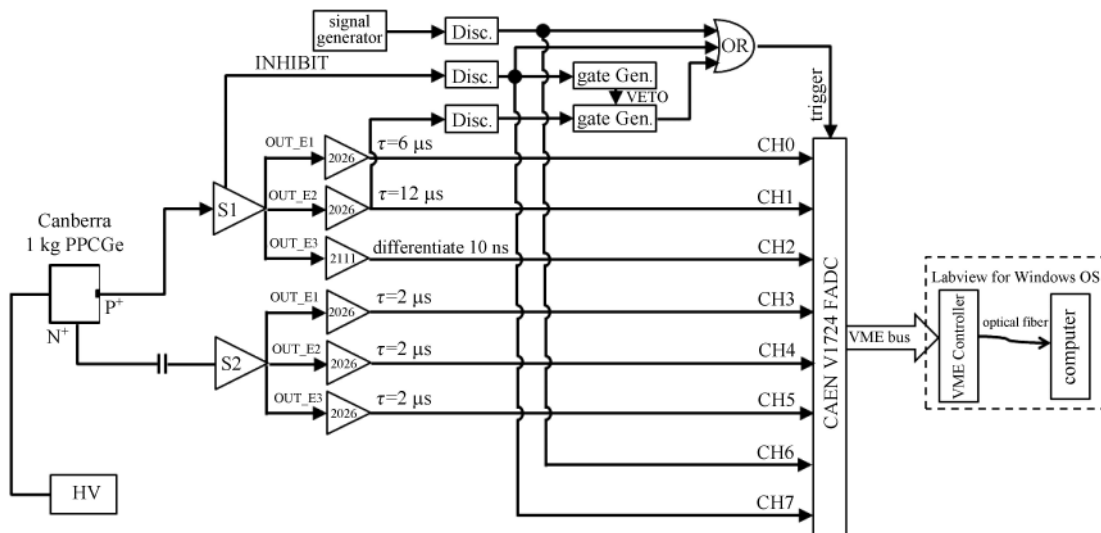 signal
generator
Disc.
OR
INHIBIT
Disc.
gate Gen.
VETO
Disc.
gate Gen.
trigger
OUT_E1
2026
τ=6 μs
CH0
S1
OUT_E2
2026
τ=12 μs
CH1
Canberra
1 kg PPCGe
OUT_E3
2111
differentiate 10 ns
CH2
P+
N+
OUT_E1
2026
τ=2 μs
CH3
S2
OUT_E2
2026
τ=2 μs
CH4
OUT_E3
2026
τ=2 μs
CH5
CH6
HV
CH7
CAEN V1724 FADC
VME bus
Labview for Windows OS
VME Controller
optical fiber
computer